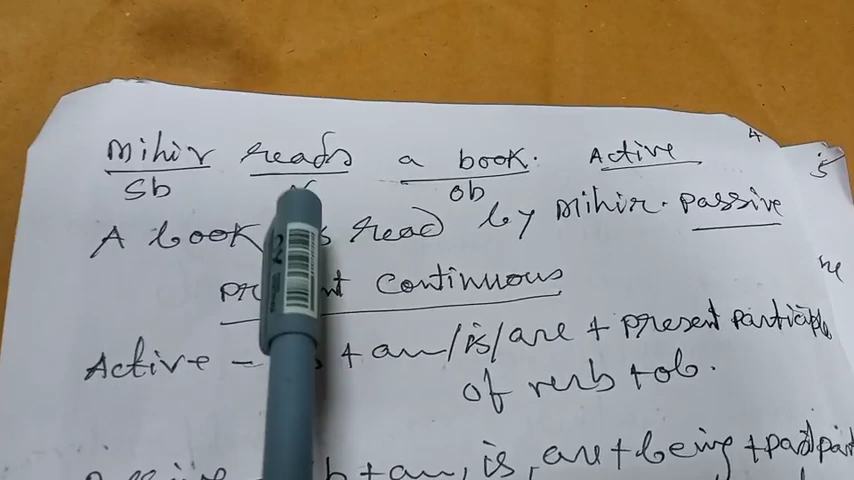 4
Mihir reads a book. Active
Sb ob
A book read by Mihir. Passive
continuous
Active - + am/is/are + present participle
of verb + ob.
+ am, is, are + being + past part